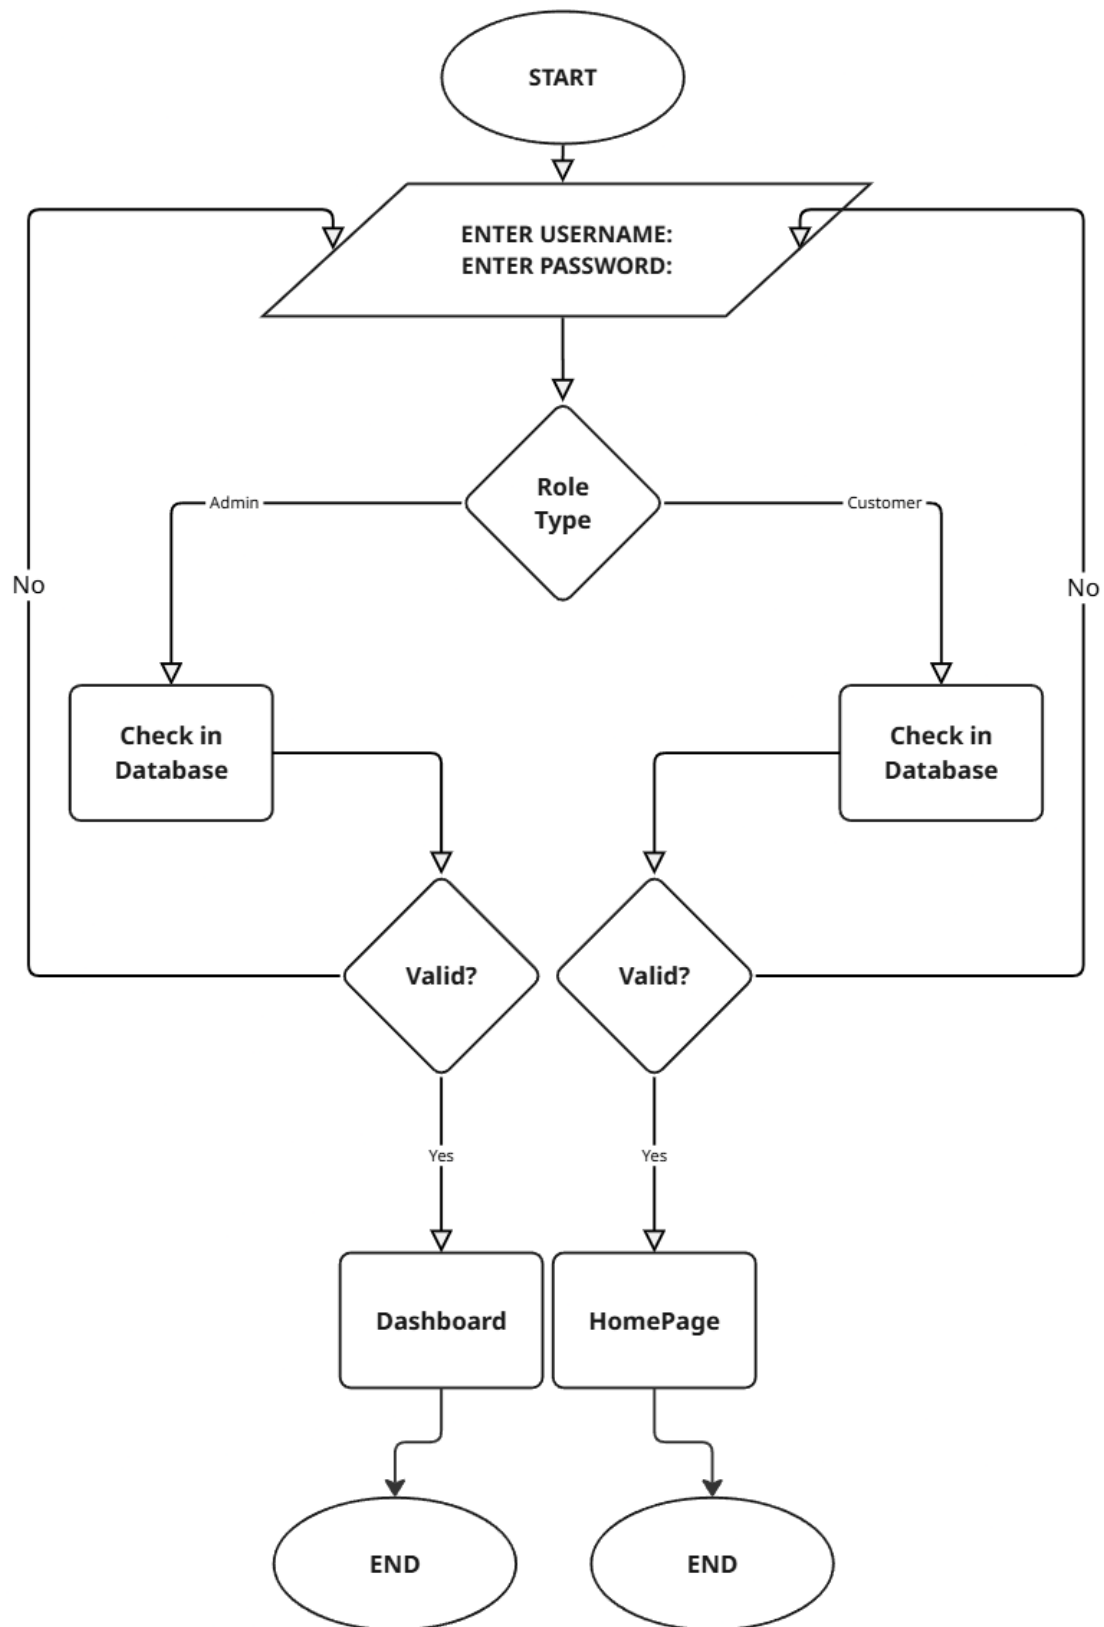 START
ENTER USERNAME:
ENTER PASSWORD:
Role
Type
Admin
Customer
No
No
Check in
Database
Check in
Database
Valid?
Valid?
Yes
Yes
Dashboard
HomePage
END
END